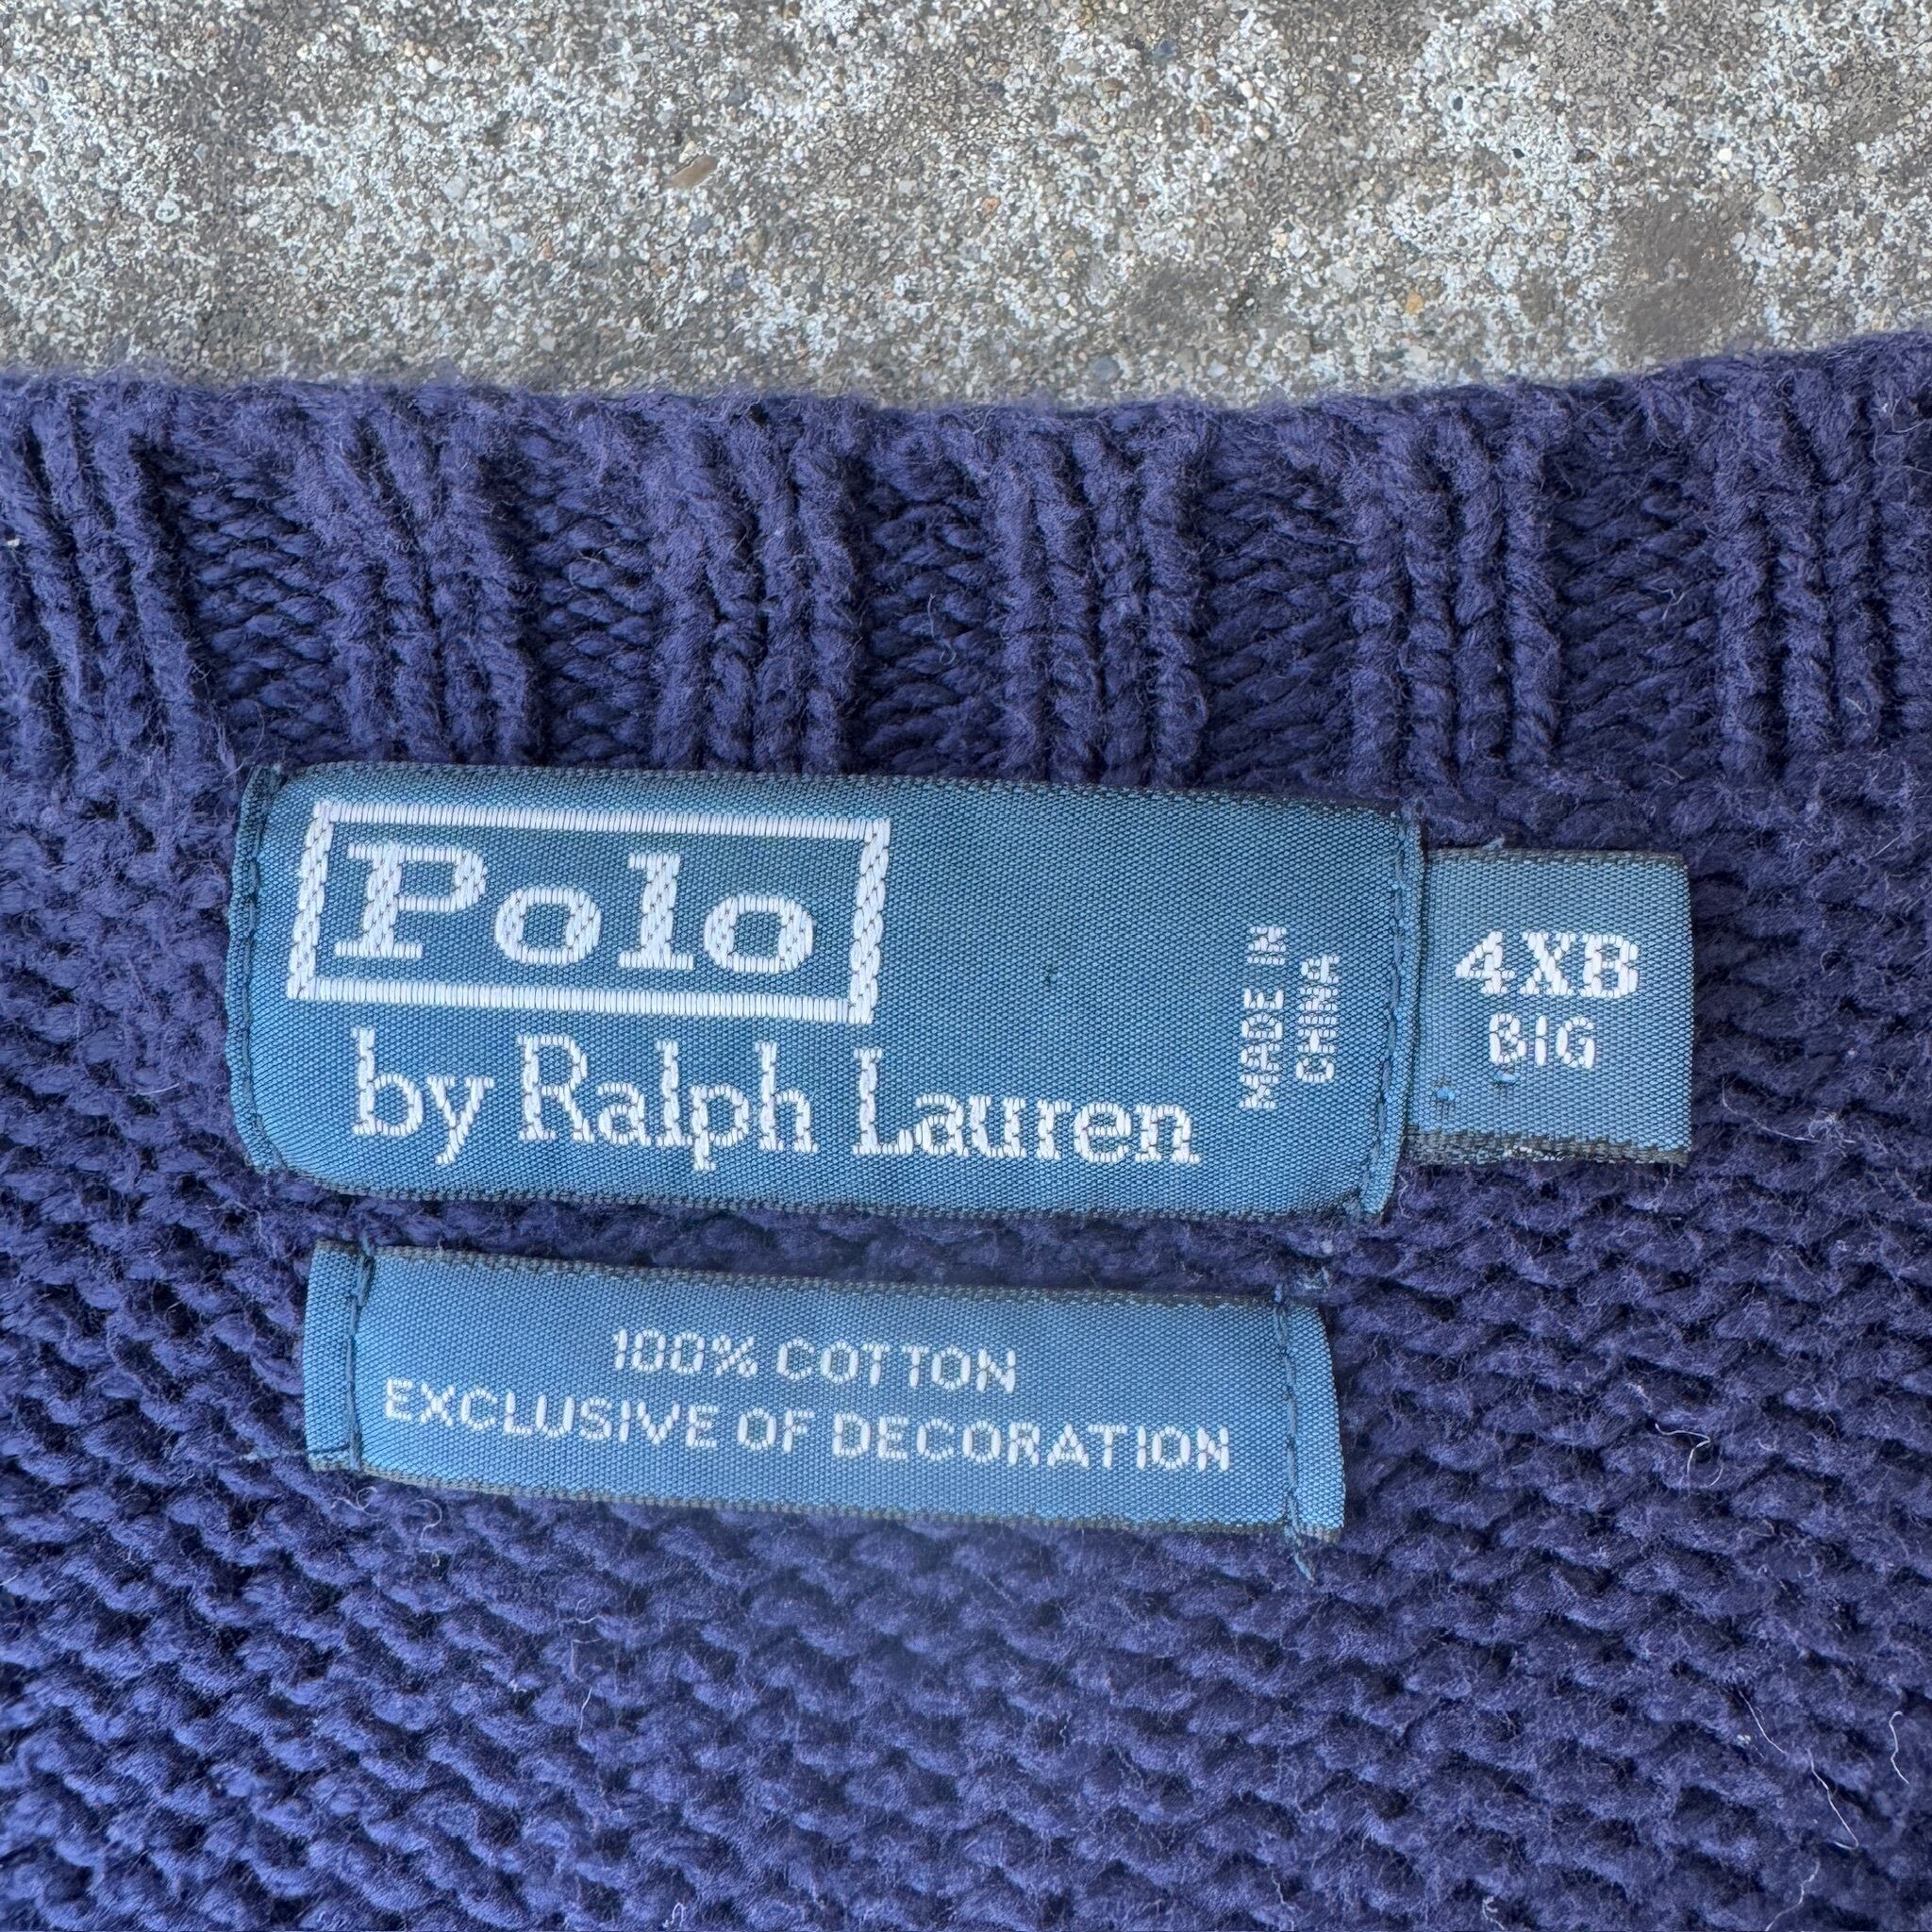 Polo
by Ralph Lauren
MADE IN
CHINA
4XB
BIG
100% COTTON
EXCLUSIVE OF DECORATION